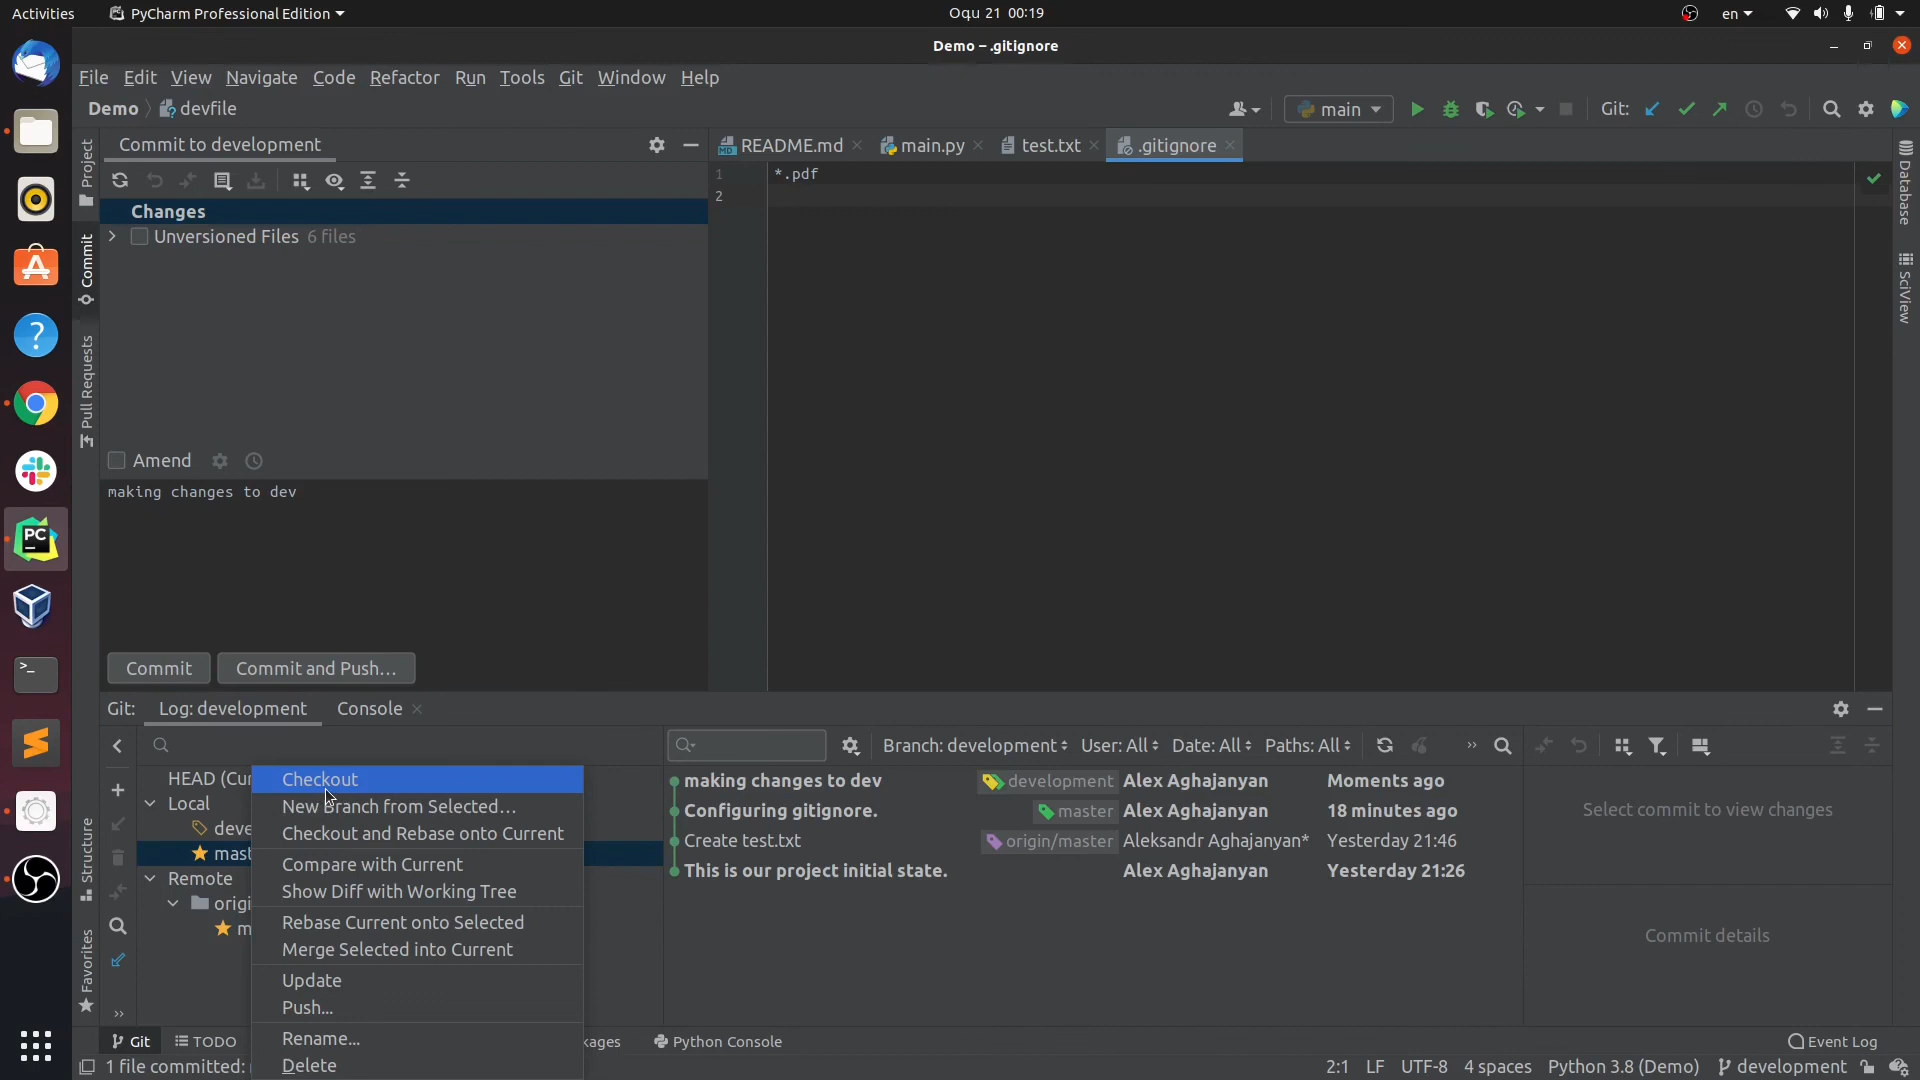 Activities
PyCharm Professional Edition
Օգս 21 00:19
en
Demo – .gitignore
File Edit View Navigate Code Refactor Run Tools Git Window Help
Demo devfile
main
Git:
Commit to development
README.md main.py test.txt .gitignore
Changes
Unversioned Files 6 files
1 *.pdf
2
Project
Commit
Pull Requests
Structure
Favorites
Database
SciView
Amend
making changes to dev
Commit Commit and Push...
Git: Log: development Console
Branch: development User: All Date: All Paths: All
HEAD (Cur
Local
deve
mast
Remote
origi
m
Checkout
New Branch from Selected...
Checkout and Rebase onto Current
Compare with Current
Show Diff with Working Tree
Rebase Current onto Selected
Merge Selected into Current
Update
Push...
Rename...
Delete
making changes to dev development Alex Aghajanyan Moments ago
Configuring gitignore. master Alex Aghajanyan 18 minutes ago
Create test.txt origin/master Aleksandr Aghajanyan* Yesterday 21:46
This is our project initial state. Alex Aghajanyan Yesterday 21:26
Select commit to view changes
Commit details
Git TODO kages Python Console Event Log
1 file committed: 2:1 LF UTF-8 4 spaces Python 3.8 (Demo) development